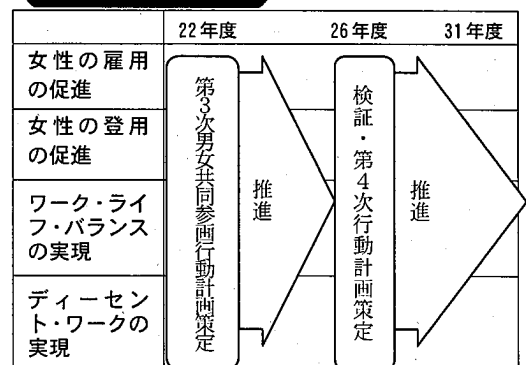 22年度 26年度 31年度
女性の雇用
の促進
女性の登用
の促進
ワーク・ライ
フ・バランス
の実現
ディーセン
ト・ワークの
実現
第3次男女共同参画行動計画策定
推進
検証・第4次行動計画策定
推進